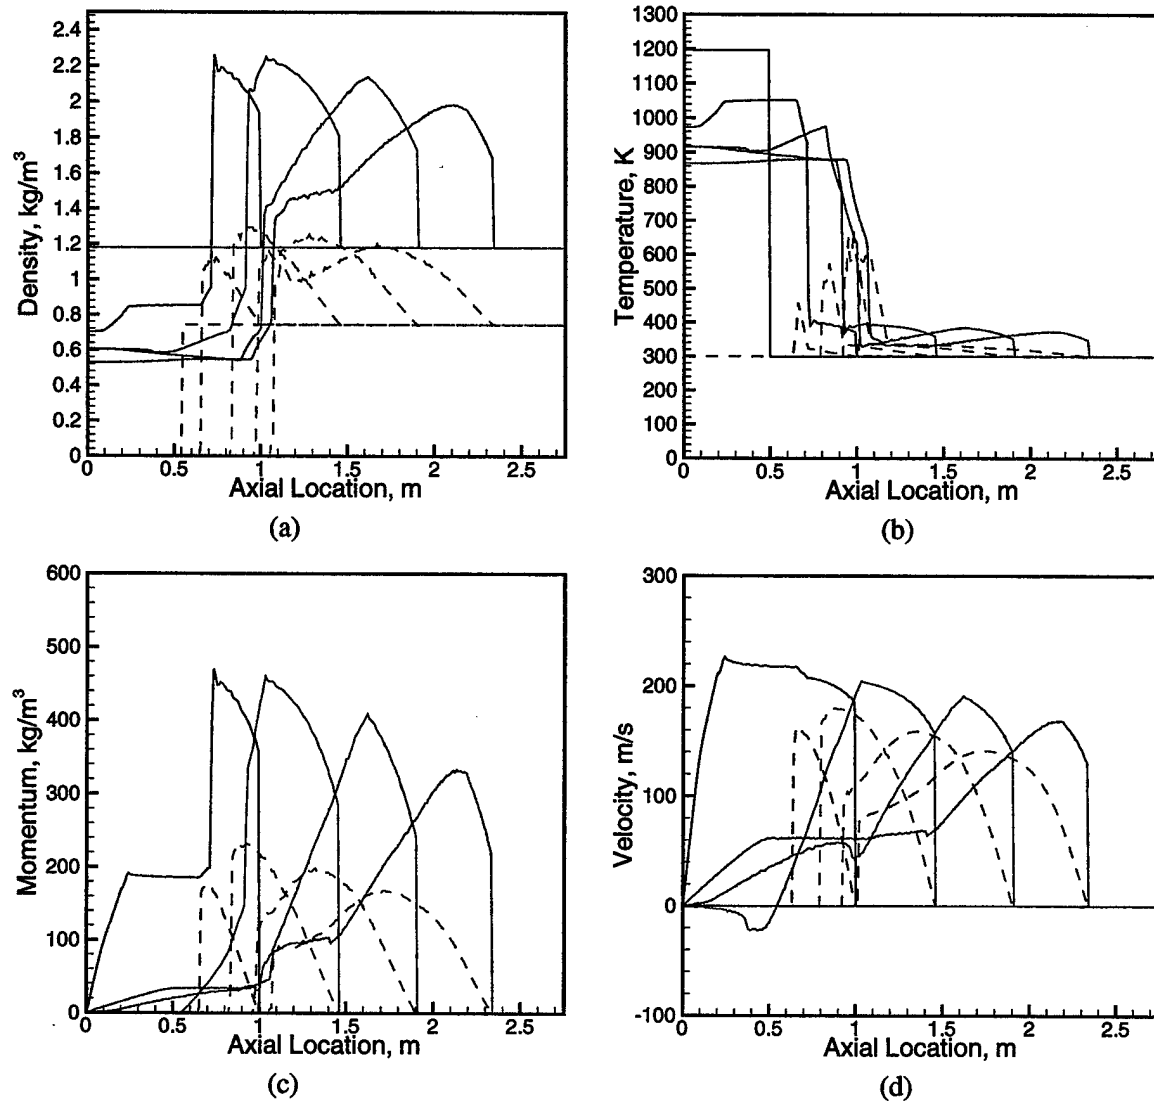 2.4
2.2
2
1.8
1.6
1.4
1.2
1
0.8
0.6
0.4
0.2
0
Density, kg/m³
0 0.5 1 1.5 2 2.5
Axial Location, m
(a)
1300
1200
1100
1000
900
800
700
600
500
400
300
200
100
0
Temperature, K
0 0.5 1 1.5 2 2.5
Axial Location, m
(b)
600
500
400
300
200
100
0
Momentum, kg/m³
0 0.5 1 1.5 2 2.5
Axial Location, m
(c)
300
200
100
0
-100
Velocity, m/s
0 0.5 1 1.5 2 2.5
Axial Location, m
(d)